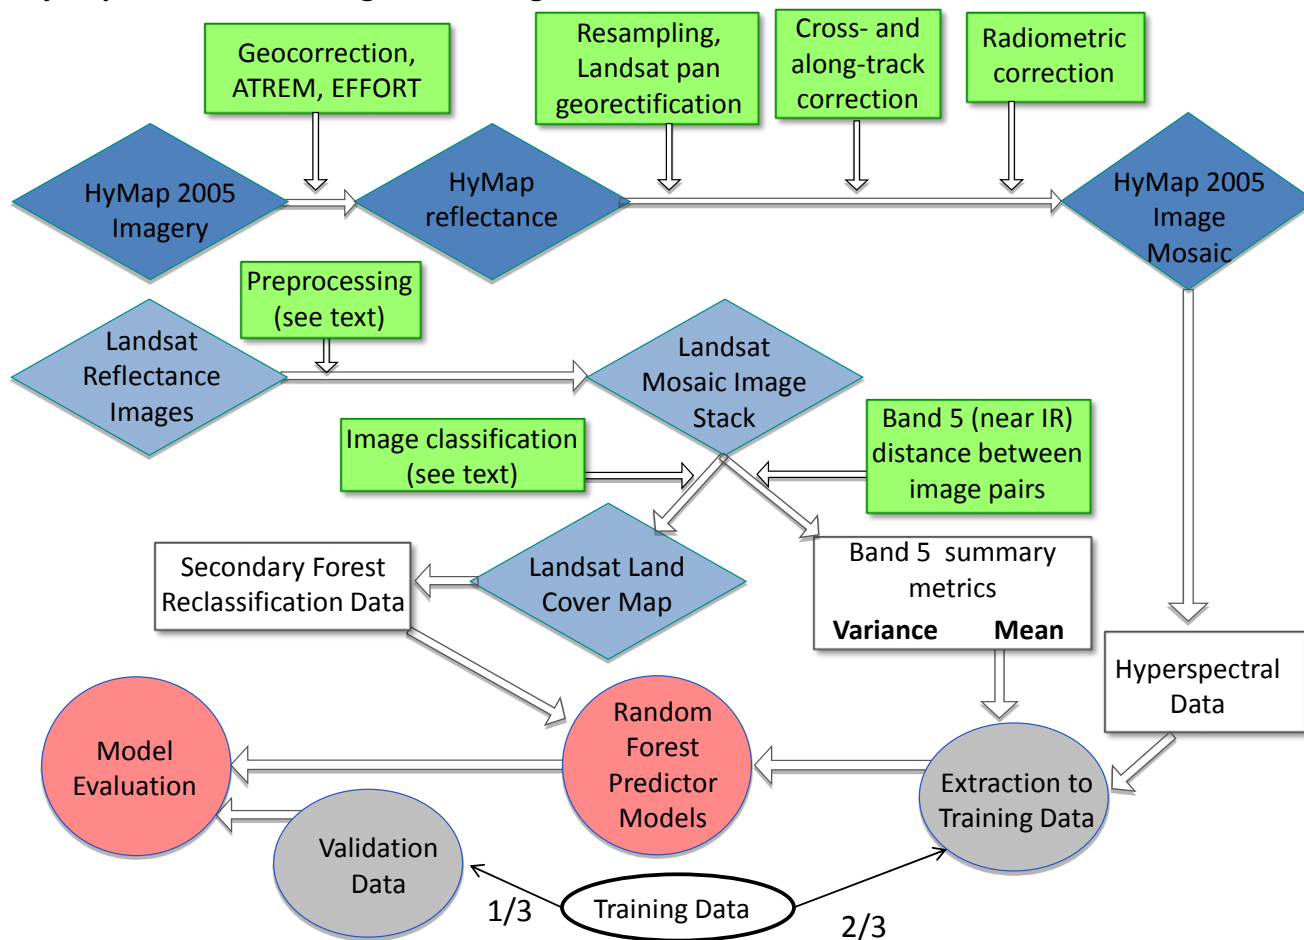 Geocorrection,
ATREM, EFFORT
Resampling,
Landsat pan
georectification
Cross- and
along-track
correction
Radiometric
correction
HyMap 2005
Imagery
HyMap
reflectance
HyMap 2005
Image
Mosaic
Preprocessing
(see text)
Landsat
Reflectance
Images
Landsat
Mosaic Image
Stack
Image classification
(see text)
Band 5 (near IR)
distance between
image pairs
Secondary Forest
Reclassification Data
Landsat Land
Cover Map
Band 5 summary
metrics
Variance Mean
Hyperspectral
Data
Model
Evaluation
Random
Forest
Predictor
Models
Extraction to
Training Data
Validation
Data
1/3
Training Data
2/3